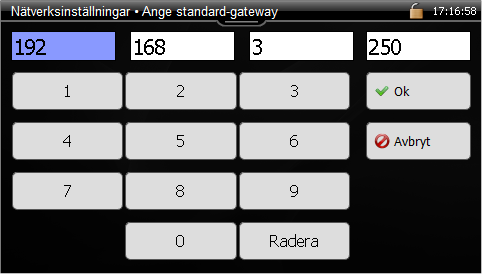 Nätverksinställningar • Ange standard-gateway 17:16:58
192 168 3 250
1 2 3 Ok
4 5 6 Avbryt
7 8 9
0 Radera